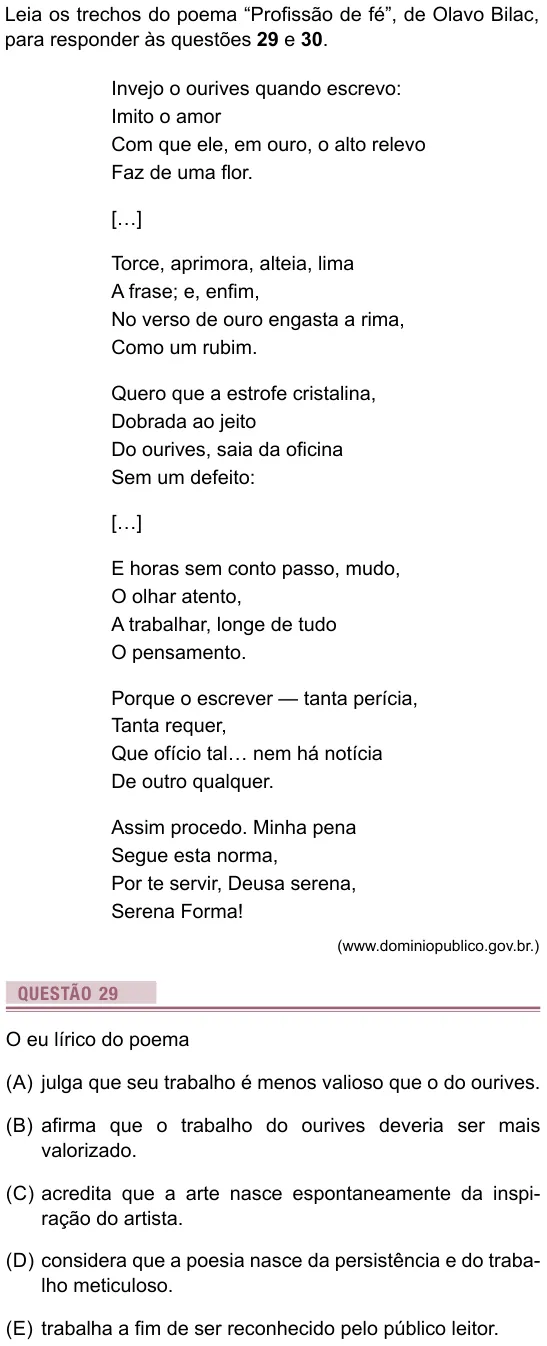 Leia os trechos do poema “Profissão de fé”, de Olavo Bilac,
para responder às questões 29 e 30.
Invejo o ourives quando escrevo:
Imito o amor
Com que ele, em ouro, o alto relevo
Faz de uma flor.
[…]
Torce, aprimora, alteia, lima
A frase; e, enfim,
No verso de ouro engasta a rima,
Como um rubim.
Quero que a estrofe cristalina,
Dobrada ao jeito
Do ourives, saia da oficina
Sem um defeito:
[…]
E horas sem conto passo, mudo,
O olhar atento,
A trabalhar, longe de tudo
O pensamento.
Porque o escrever — tanta perícia,
Tanta requer,
Que ofício tal… nem há notícia
De outro qualquer.
Assim procedo. Minha pena
Segue esta norma,
Por te servir, Deusa serena,
Serena Forma!
(www.dominiopublico.gov.br.)
QUESTÃO 29
O eu lírico do poema
(A) julga que seu trabalho é menos valioso que o do ourives.
(B) afirma que o trabalho do ourives deveria ser mais
valorizado.
(C) acredita que a arte nasce espontaneamente da inspi-
ração do artista.
(D) considera que a poesia nasce da persistência e do traba-
lho meticuloso.
(E) trabalha a fim de ser reconhecido pelo público leitor.